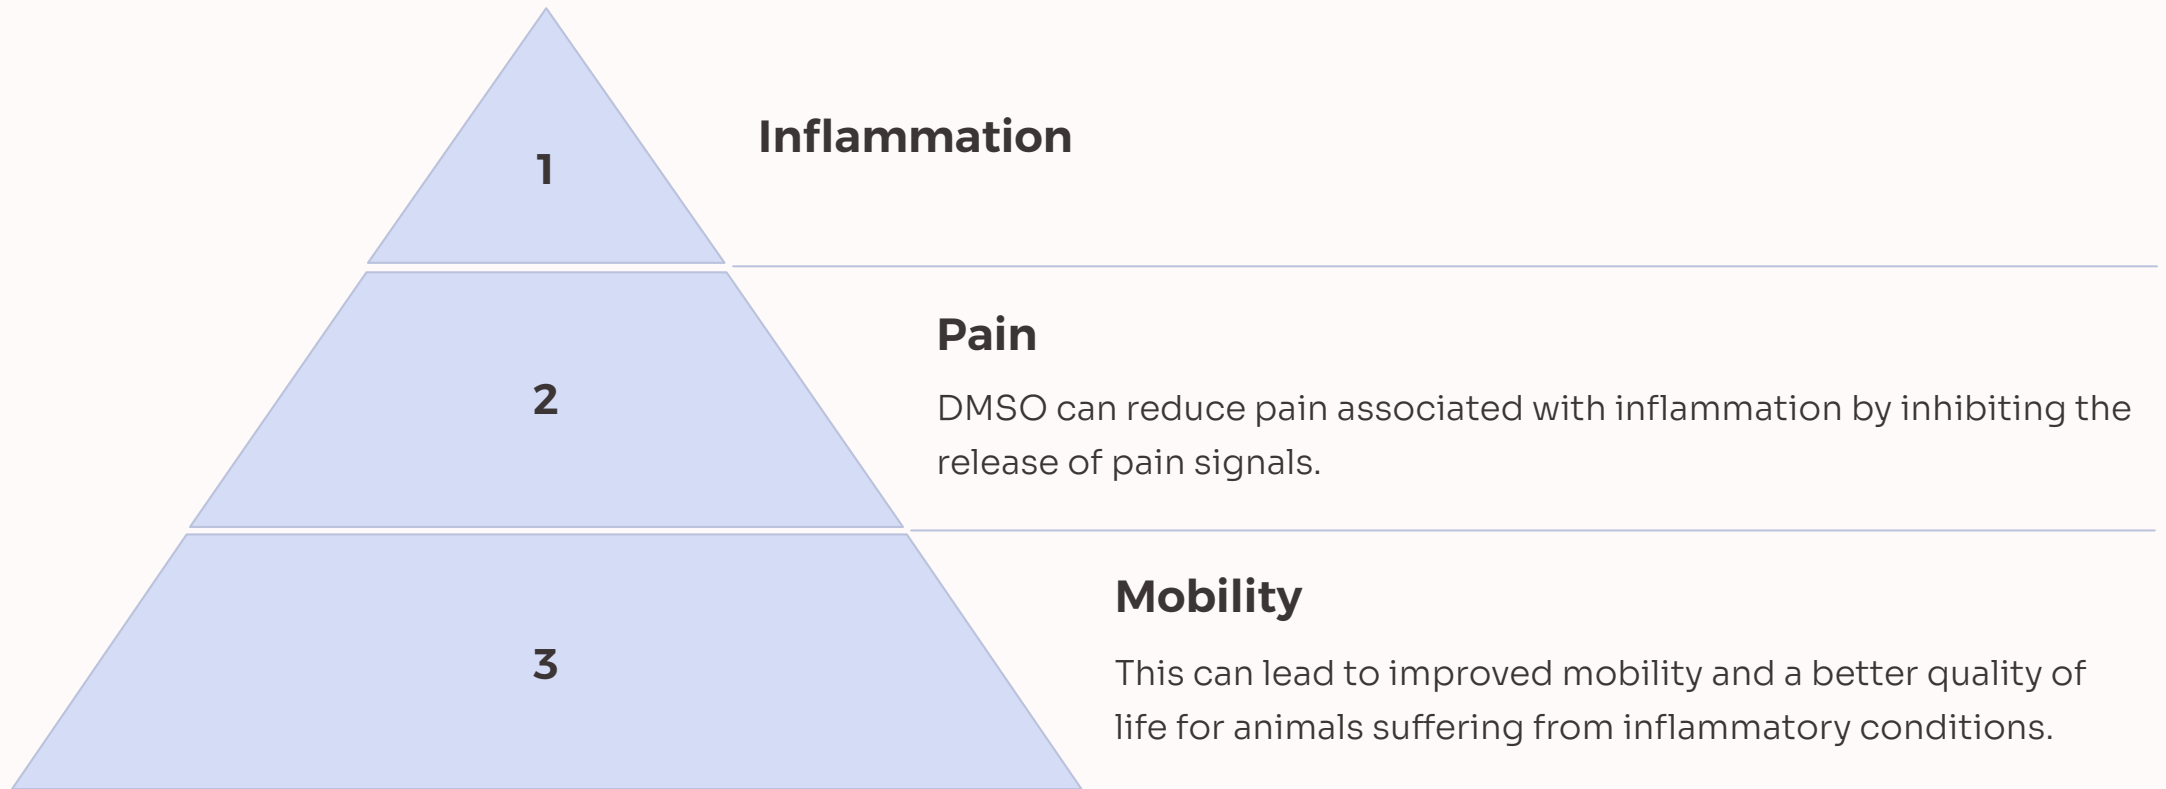 1
Inflammation
2
Pain
DMSO can reduce pain associated with inflammation by inhibiting the
release of pain signals.
3
Mobility
This can lead to improved mobility and a better quality of
life for animals suffering from inflammatory conditions.